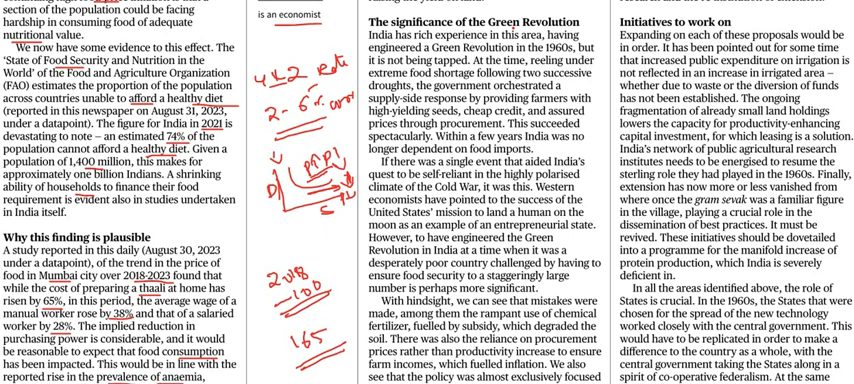 section of the population could be facing
hardship in consuming food of adequate
nutritional value.
We now have some evidence to this effect. The
‘State of Food Security and Nutrition in the
World’ of the Food and Agriculture Organization
(FAO) estimates the proportion of the population
across countries unable to afford a healthy diet
(reported in this newspaper on August 31, 2023,
under a datapoint). The figure for India in 2021 is
devastating to note — an estimated 74% of the
population cannot afford a healthy diet. Given a
population of 1,400 million, this makes for
approximately one billion Indians. A shrinking
ability of households to finance their food
requirement is evident also in studies undertaken
in India itself.
Why this finding is plausible
A study reported in this daily (August 30, 2023
under a datapoint), of the trend in the price of
food in Mumbai city over 2018-2023 found that
while the cost of preparing a thaali at home has
risen by 65%, in this period, the average wage of a
manual worker rose by 38% and that of a salaried
worker by 28%. The implied reduction in
purchasing power is considerable, and it would
be reasonable to expect that food consumption
has been impacted. This would be in line with the
reported rise in the prevalence of anaemia,
is an economist
2018
100
165
The significance of the Green Revolution
India has rich experience in this area, having
engineered a Green Revolution in the 1960s, but
it is not being tapped. At the time, reeling under
extreme food shortage following two successive
droughts, the government orchestrated a
supply-side response by providing farmers with
high-yielding seeds, cheap credit, and assured
prices through procurement. This succeeded
spectacularly. Within a few years India was no
longer dependent on food imports.
If there was a single event that aided India’s
quest to be self-reliant in the highly polarised
climate of the Cold War, it was this. Western
economists have pointed to the success of the
United States’ mission to land a human on the
moon as an example of an entrepreneurial state.
However, to have engineered the Green
Revolution in India at a time when it was a
desperately poor country challenged by having to
ensure food security to a staggeringly large
number is perhaps more significant.
With hindsight, we can see that mistakes were
made, among them the rampant use of chemical
fertilizer, fuelled by subsidy, which degraded the
soil. There was also the reliance on procurement
prices rather than productivity increase to ensure
farm incomes, which fuelled inflation. We also
see that the policy was almost exclusively focused
Initiatives to work on
Expanding on each of these proposals would be
in order. It has been pointed out for some time
that increased public expenditure on irrigation is
not reflected in an increase in irrigated area —
whether due to waste or the diversion of funds
has not been established. The ongoing
fragmentation of already small land holdings
lowers the capacity for productivity-enhancing
capital investment, for which leasing is a solution.
India’s network of public agricultural research
institutes needs to be energised to resume the
sterling role they had played in the 1960s. Finally,
extension has now more or less vanished from
where once the gram sevak was a familiar figure
in the village, playing a crucial role in the
dissemination of best practices. It must be
revived. These initiatives should be dovetailed
into a programme for the manifold increase of
protein production, which India is severely
deficient in.
In all the areas identified above, the role of
States is crucial. In the 1960s, the States that were
chosen for the spread of the new technology
worked closely with the central government. This
would have to be replicated in order to make a
difference to the country as a whole, with the
central government taking the States along in a
spirit of co-operative federalism. At the same